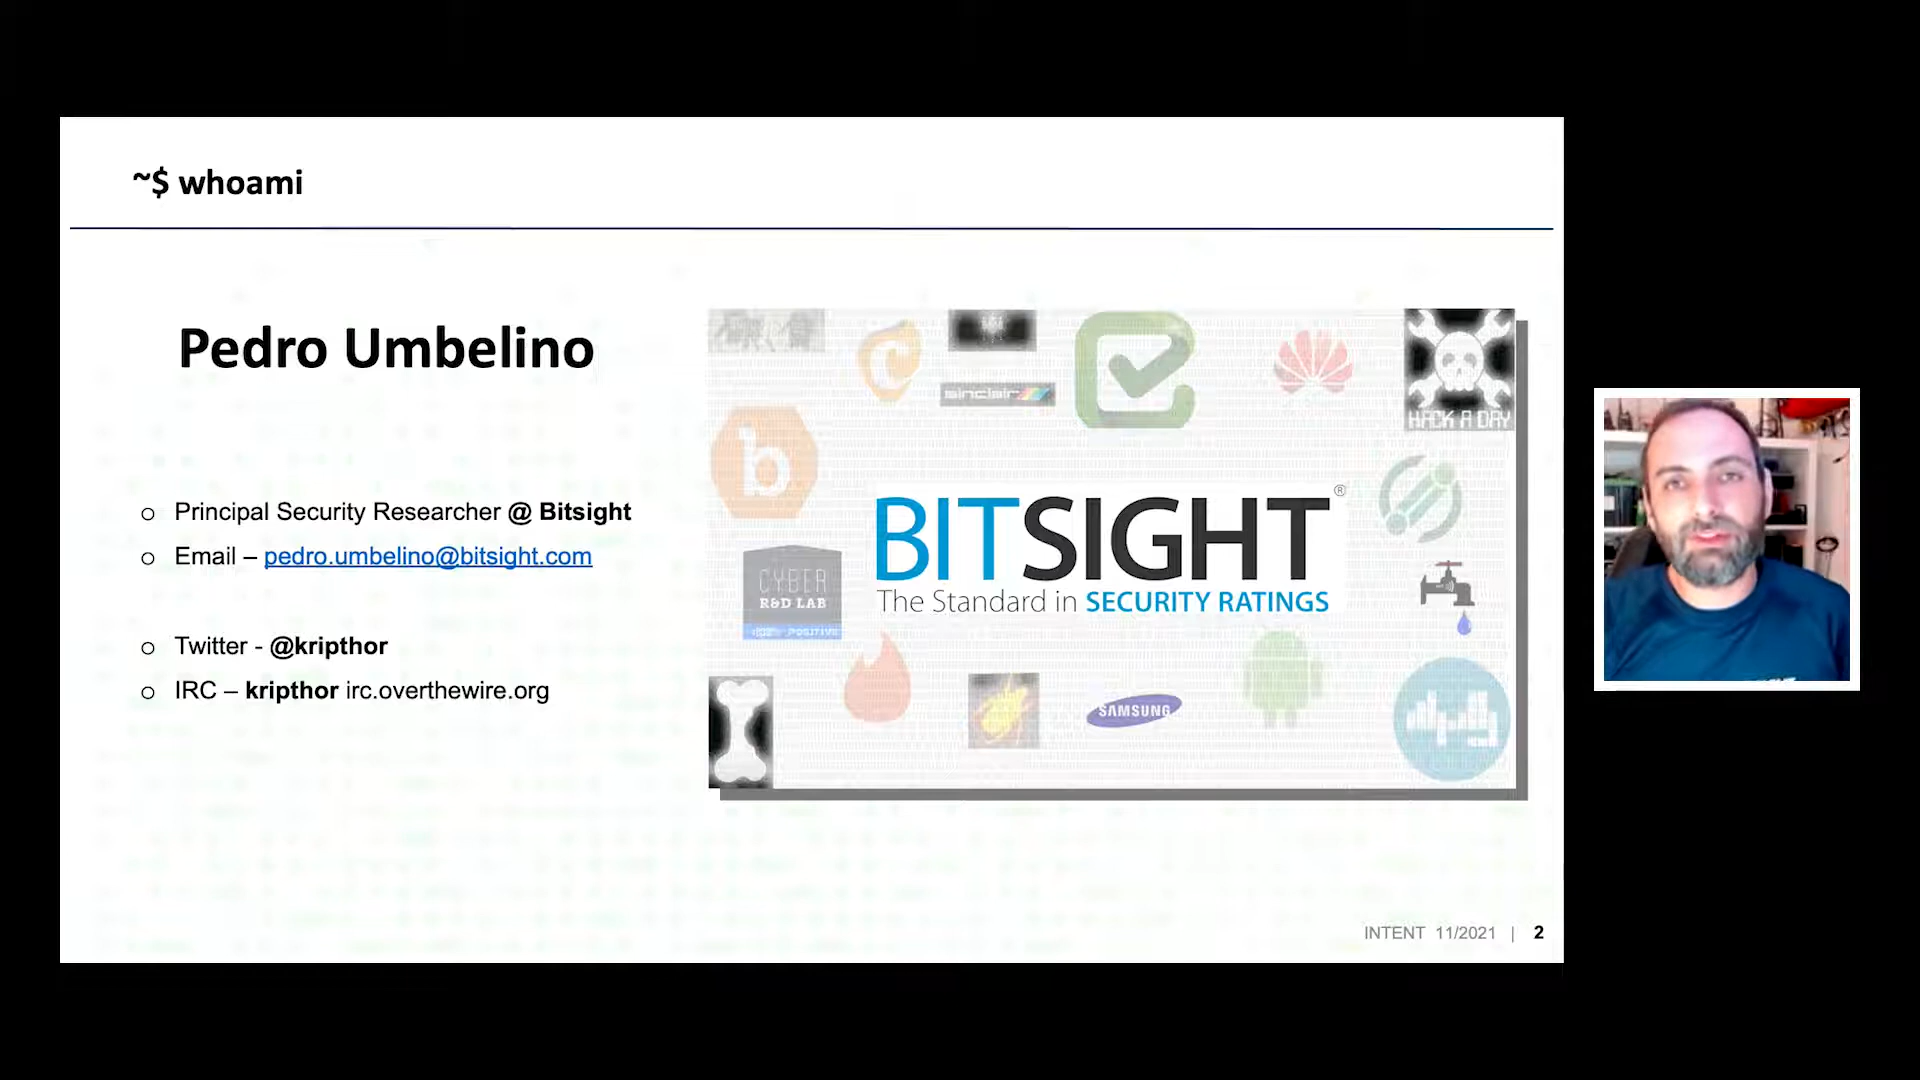 ~$ whoami
Pedro Umbelino
Principal Security Researcher @ Bitsight
Email – pedro.umbelino@bitsight.com
Twitter - @kripthor
IRC – kripthor irc.overthewire.org
sinclair
HACK A DAY
b
BITSIGHT®
The Standard in SECURITY RATINGS
CYBER
R&D LAB
SAMSUNG
INTENT 11/2021 | 2